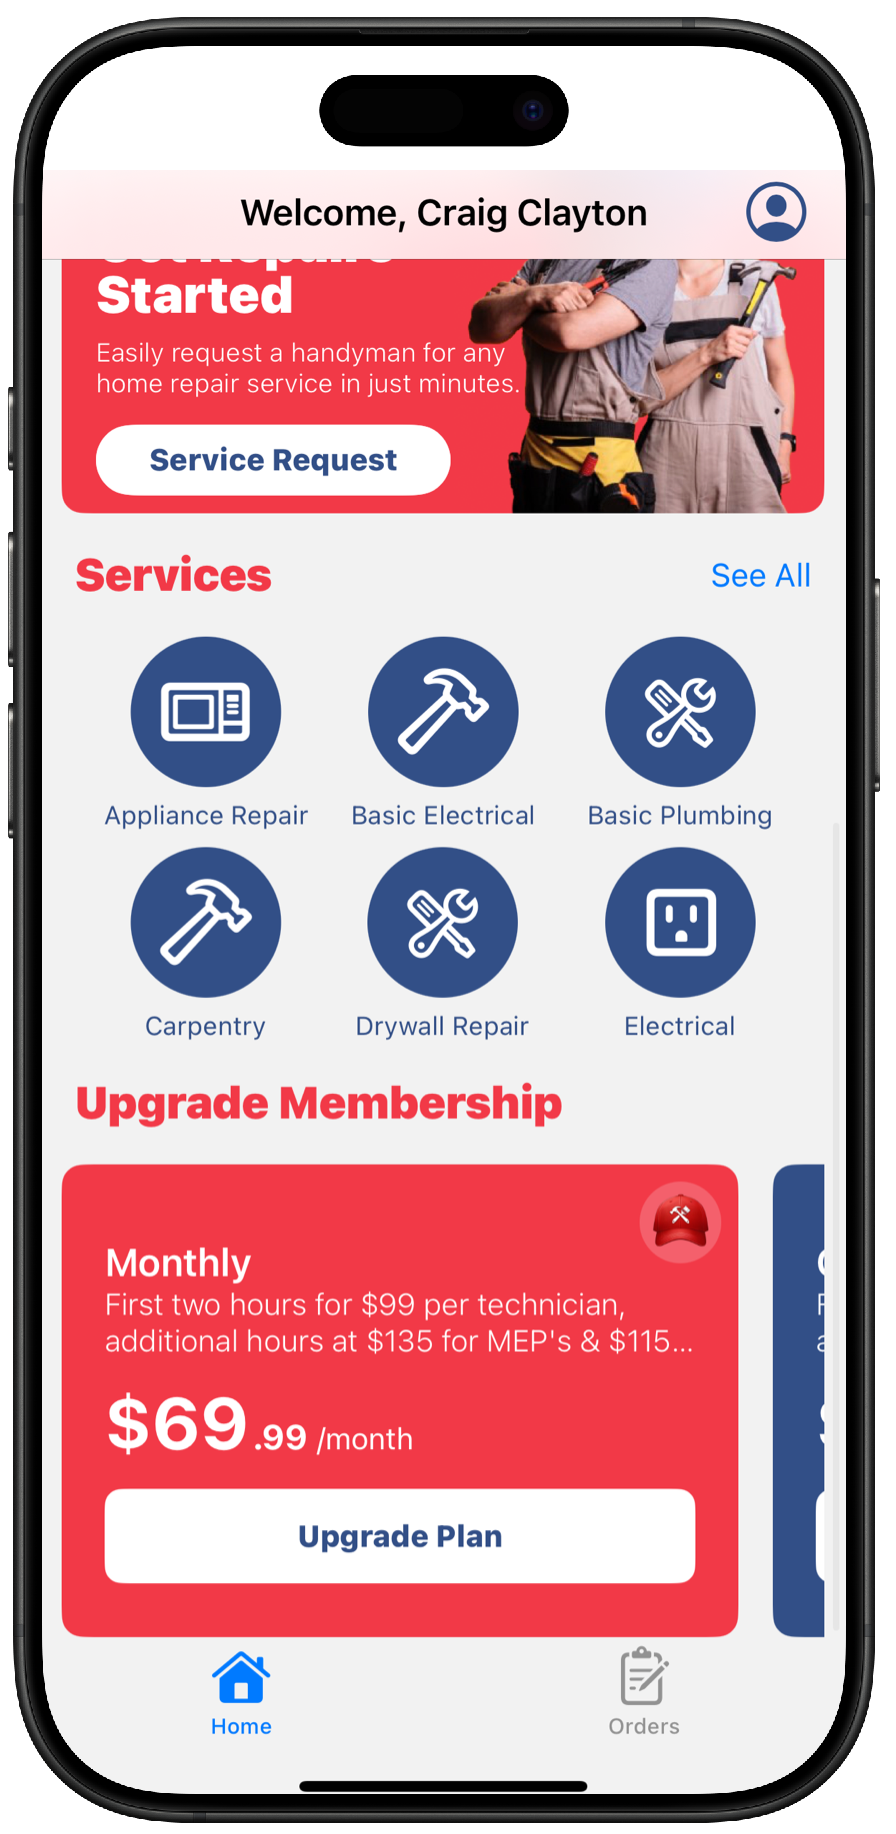 Welcome, Craig Clayton
Started
Easily request a handyman for any
home repair service in just minutes.
Service Request
Services
See All
Appliance Repair
Basic Electrical
Basic Plumbing
Carpentry
Drywall Repair
Electrical
Upgrade Membership
Monthly
First two hours for $99 per technician,
additional hours at $135 for MEP's & $115...
$69.99 /month
Upgrade Plan
Home
Orders